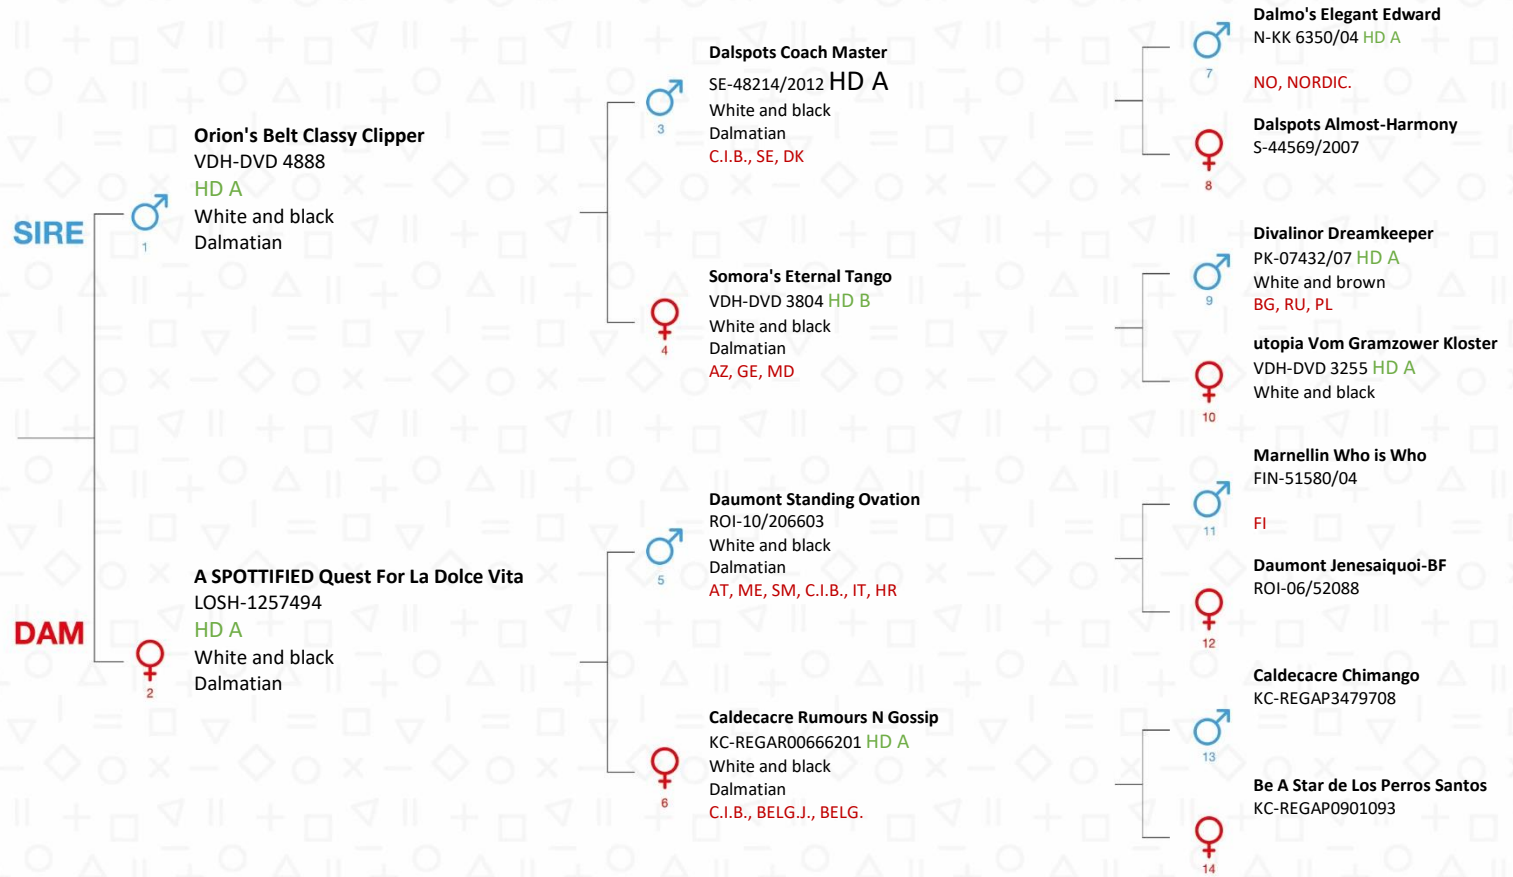 SIRE
1
Orion's Belt Classy Clipper
VDH-DVD 4888
HD A
White and black
Dalmatian
DAM
2
A SPOTTIFIED Quest For La Dolce Vita
LOSH-1257494
HD A
White and black
Dalmatian
3
Dalspots Coach Master
SE-48214/2012 HD A
White and black
Dalmatian
C.I.B., SE, DK
4
Somora's Eternal Tango
VDH-DVD 3804 HD B
White and black
Dalmatian
AZ, GE, MD
5
Daumont Standing Ovation
ROI-10/206603
White and black
Dalmatian
AT, ME, SM, C.I.B., IT, HR
6
Caldecacre Rumours N Gossip
KC-REGAR00666201 HD A
White and black
Dalmatian
C.I.B., BELG.J., BELG.
7
Dalmo's Elegant Edward
N-KK 6350/04 HD A
NO, NORDIC.
8
Dalspots Almost-Harmony
S-44569/2007
9
Divalinor Dreamkeeper
PK-07432/07 HD A
White and brown
BG, RU, PL
10
utopia Vom Gramzower Kloster
VDH-DVD 3255 HD A
White and black
11
Marnellin Who is Who
FIN-51580/04
FI
12
Daumont Jenesaiquoi-BF
ROI-06/52088
13
Caldecacre Chimango
KC-REGAP3479708
14
Be A Star de Los Perros Santos
KC-REGAP0901093